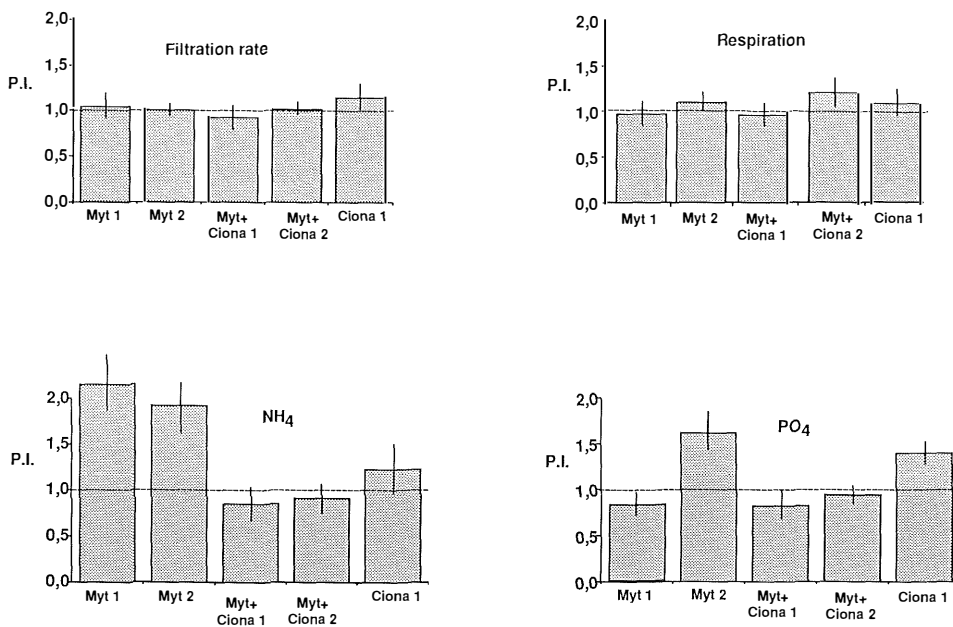 Filtration rate
P.I.
2,0
1,5
1,0
0,5
0,0
Myt 1
Myt 2
Myt+
Ciona 1
Myt+
Ciona 2
Ciona 1
Respiration
P.I.
2,0
1,5
1,0
0,5
0,0
Myt 1
Myt 2
Myt+
Ciona 1
Myt+
Ciona 2
Ciona 1
NH4
P.I.
2,0
1,5
1,0
0,5
0,0
Myt 1
Myt 2
Myt+
Ciona 1
Myt+
Ciona 2
Ciona 1
PO4
P.I.
2,0
1,5
1,0
0,5
0,0
Myt 1
Myt 2
Myt+
Ciona 1
Myt+
Ciona 2
Ciona 1